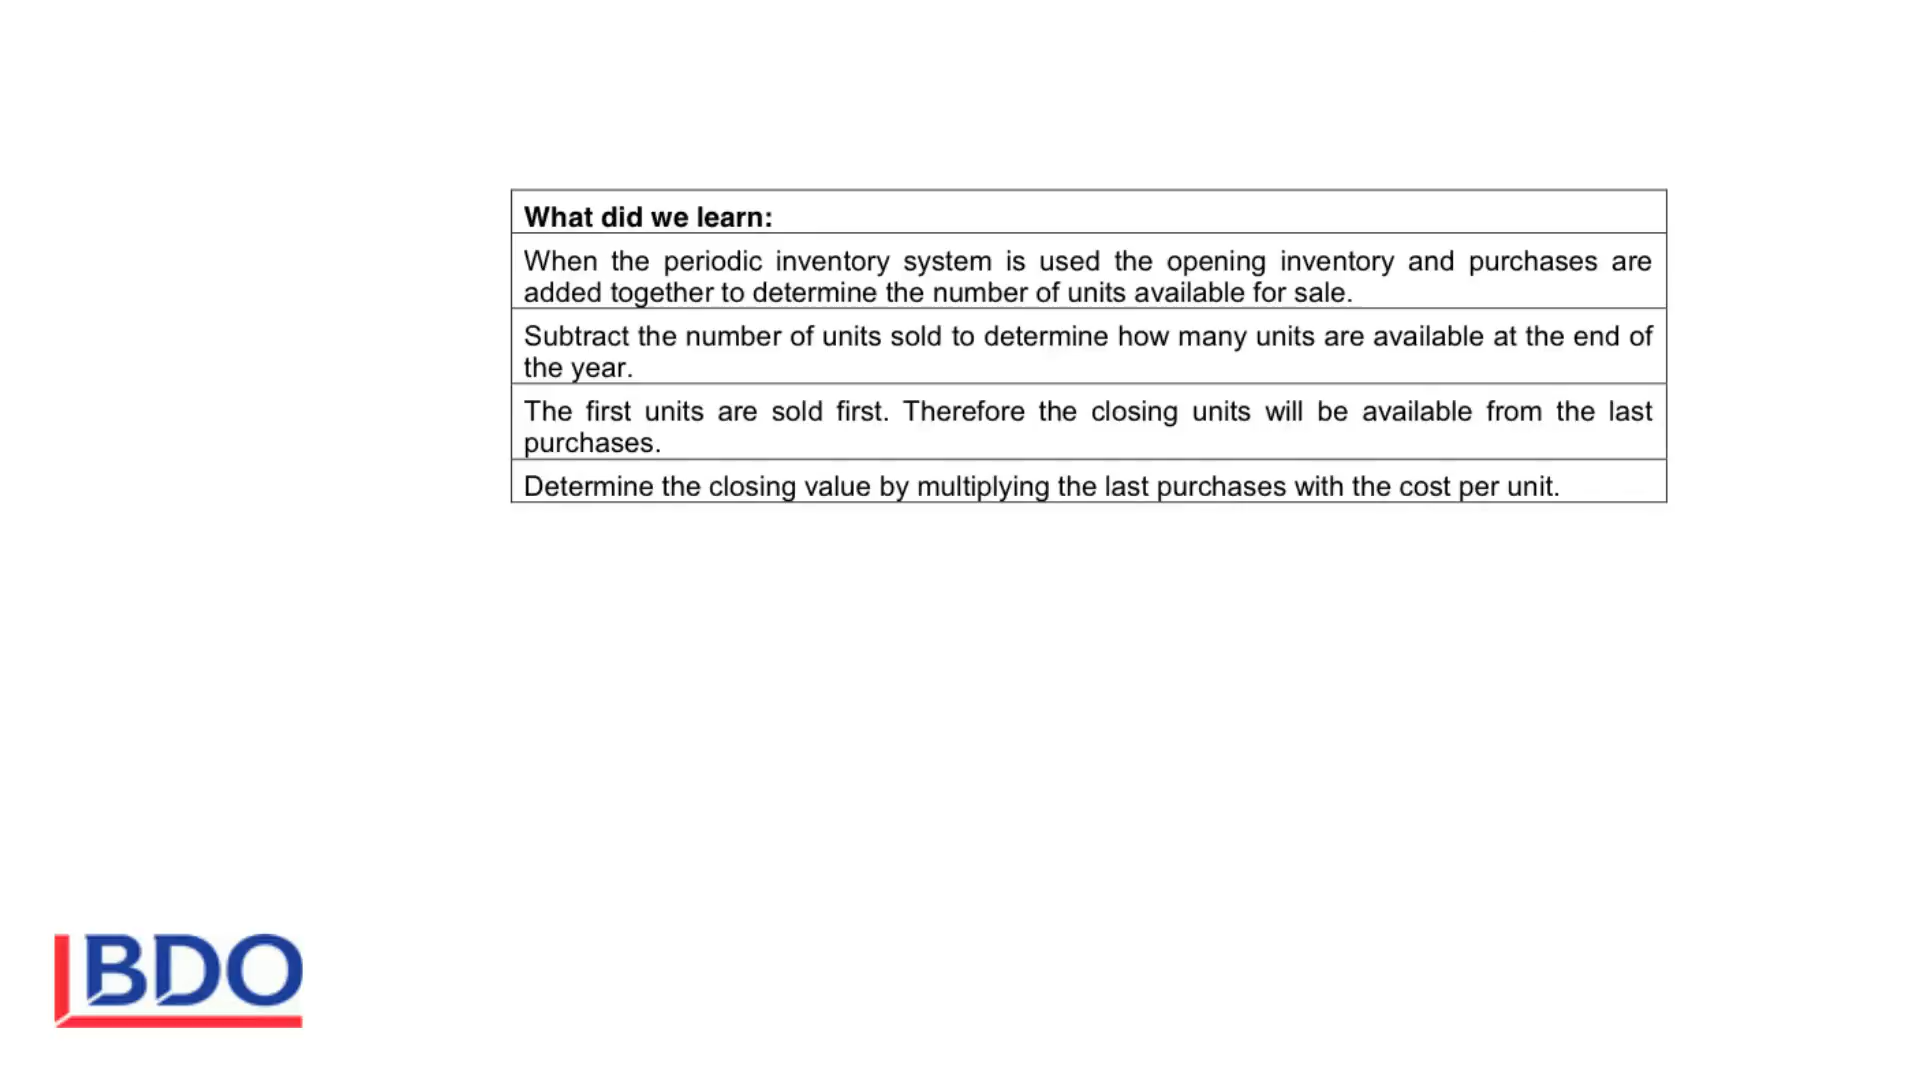 What did we learn:
When the periodic inventory system is used the opening inventory and purchases are
added together to determine the number of units available for sale.
Subtract the number of units sold to determine how many units are available at the end of
the year.
The first units are sold first. Therefore the closing units will be available from the last
purchases.
Determine the closing value by multiplying the last purchases with the cost per unit.
BDO